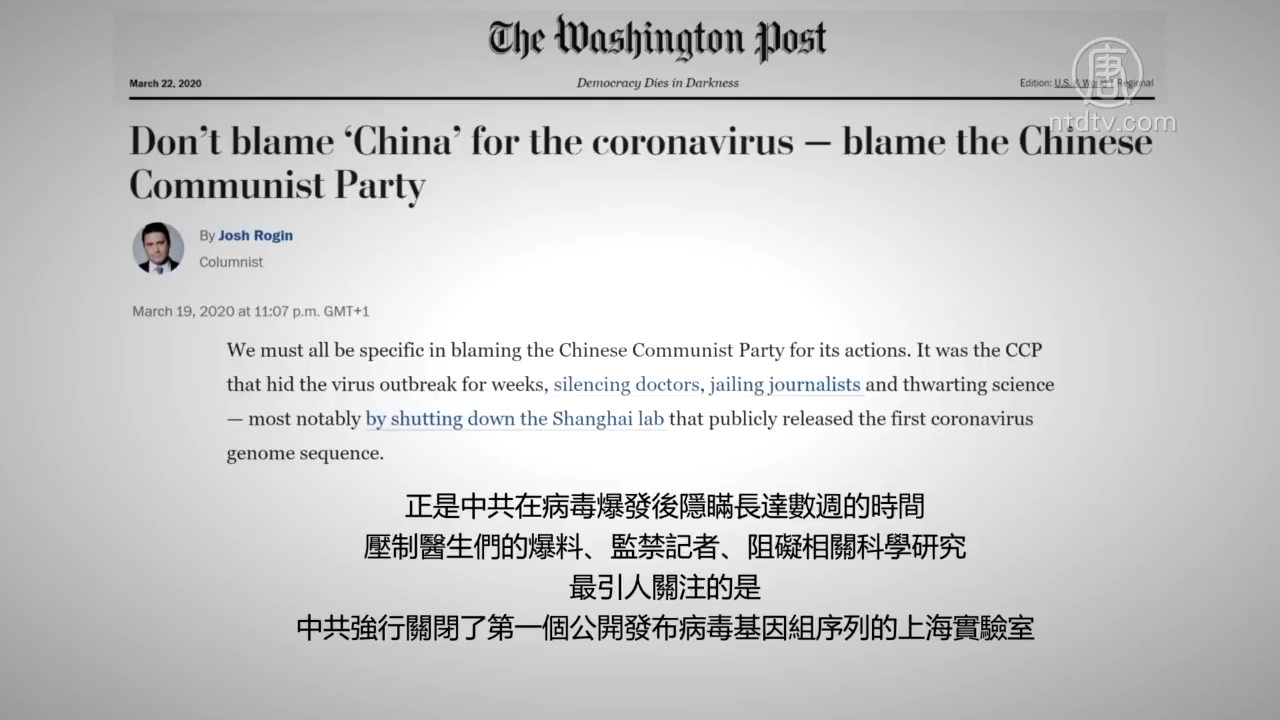 The Washington Post
March 22, 2020
Democracy Dies in Darkness
Edition: U.S. & World | Regional
唐
ntdtv.com
Don't blame ‘China’ for the coronavirus — blame the Chinese
Communist Party
By Josh Rogin
Columnist
March 19, 2020 at 11:07 p.m. GMT+1
We must all be specific in blaming the Chinese Communist Party for its actions. It was the CCP
that hid the virus outbreak for weeks, silencing doctors, jailing journalists and thwarting science
— most notably by shutting down the Shanghai lab that publicly released the first coronavirus
genome sequence.
正是中共在病毒爆發後隱瞞長達數週的時間
壓制醫生們的爆料、監禁記者、阻礙相關科學研究
最引人關注的是
中共強行關閉了第一個公開發布病毒基因組序列的上海實驗室